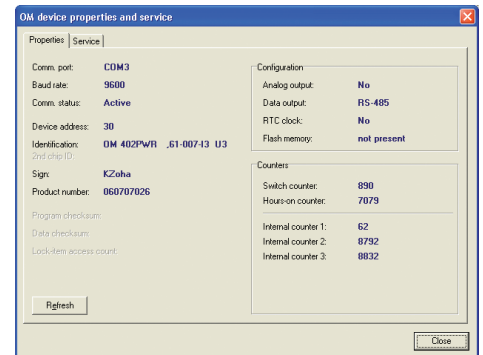 OM device properties and service
Properties Service
Comm. port: COM3
Baud rate: 9600
Comm. status: Active
Device address: 30
Identification: OM 402PWR ,61-007-I3 U3
2nd chip ID:
Sign: KZoha
Product number: 060707026
Program checksum:
Data checksum:
Lock-item access count:
Refresh
Configuration
Analog output: No
Data output: RS-485
RTC clock: No
Flash memory: not present
Counters
Switch counter: 890
Hours-on counter: 7079
Internal counter 1: 62
Internal counter 2: 8792
Internal counter 3: 8832
Close